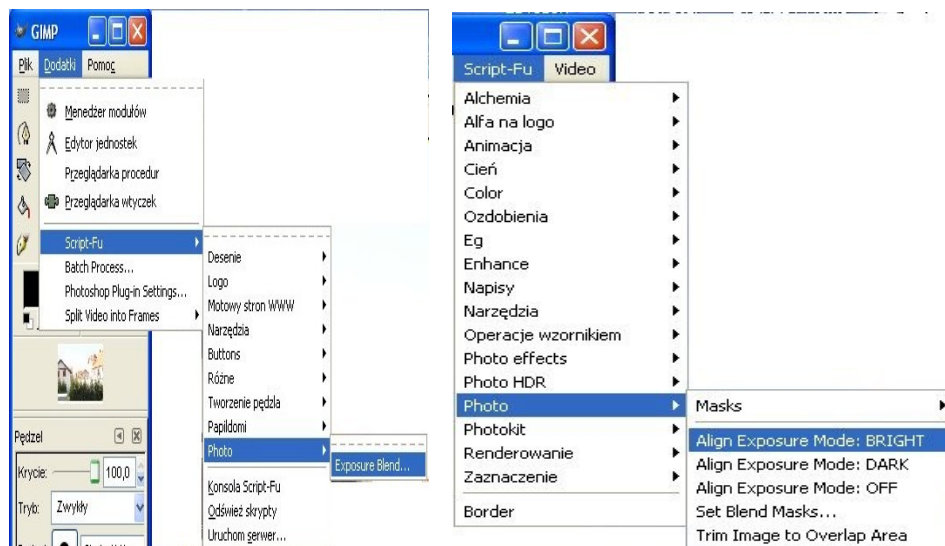 GIMP
Plik Dodatki Pomoc
Menedżer modułów
Edytor jednostek
Przeglądarka procedur
Przeglądarka wtyczek
Script-Fu
Batch Process...
Photoshop Plug-in Settings...
Split Video into Frames
Desenie
Logo
Motowy stron WWW
Narzędzia
Buttons
Różne
Tworzenie pędzla
Papildomi
Photo
Konsola Script-Fu
Odśwież skrypty
Uruchom serwer...
Exposure Blend...
Pędzel
Krycie: 100,0
Tryb: Zwykły
Script-Fu Video
Alchemia
Alfa na logo
Animacja
Cień
Color
Ozdobienia
Eg
Enhance
Napisy
Narzędzia
Operacje wzornikiem
Photo effects
Photo HDR
Photo
Photokit
Renderowanie
Zaznaczenie
Border
Masks
Align Exposure Mode: BRIGHT
Align Exposure Mode: DARK
Align Exposure Mode: OFF
Set Blend Masks...
Trim Image to Overlap Area